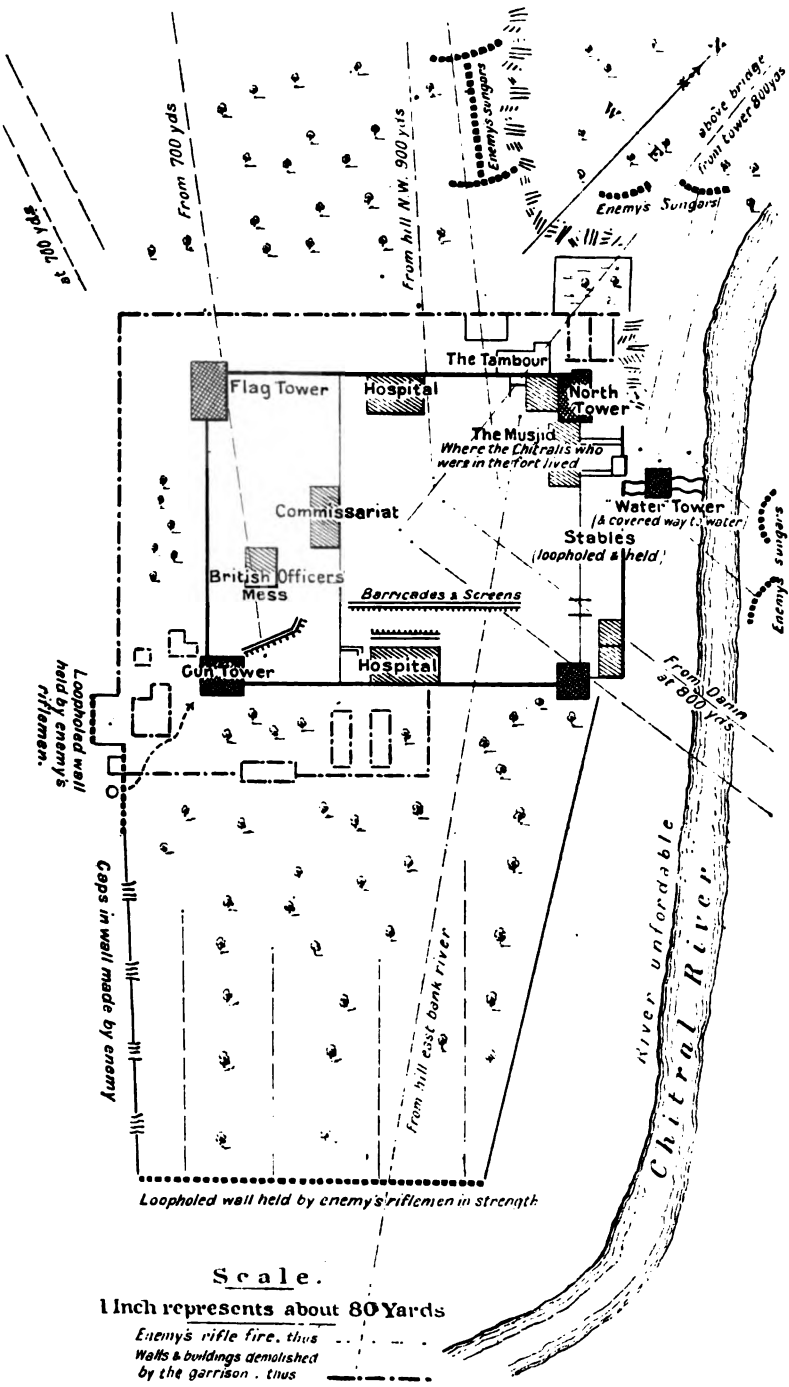 From 700 yds
at 700 yds
From hill N.W. 900 yds
Enemy's Sungars
above bridge
from tower 800 yds
Enemy's Sungars
The Tambour
Flag Tower
Hospital
North
Tower
The Musjid
Where the Chitralis who
were in the fort lived
Commissariat
Water Tower
(& covered way to water)
Stables
(loopholed & held)
Enemy's sungars
British Officers'
Mess
Barricades & Screens
Gun Tower
Hospital
From Danin
at 800 yds
Loopholed wall
held by enemy's
riflemen.
Gaps in wall made by enemy
From hill east bank river
River unfordable
Chitral River
Loopholed wall held by enemy's riflemen in strength
Scale.
1 Inch represents about 80 Yards
Enemy's rifle fire. thus
Walls & buildings demolished
by the garrison. thus